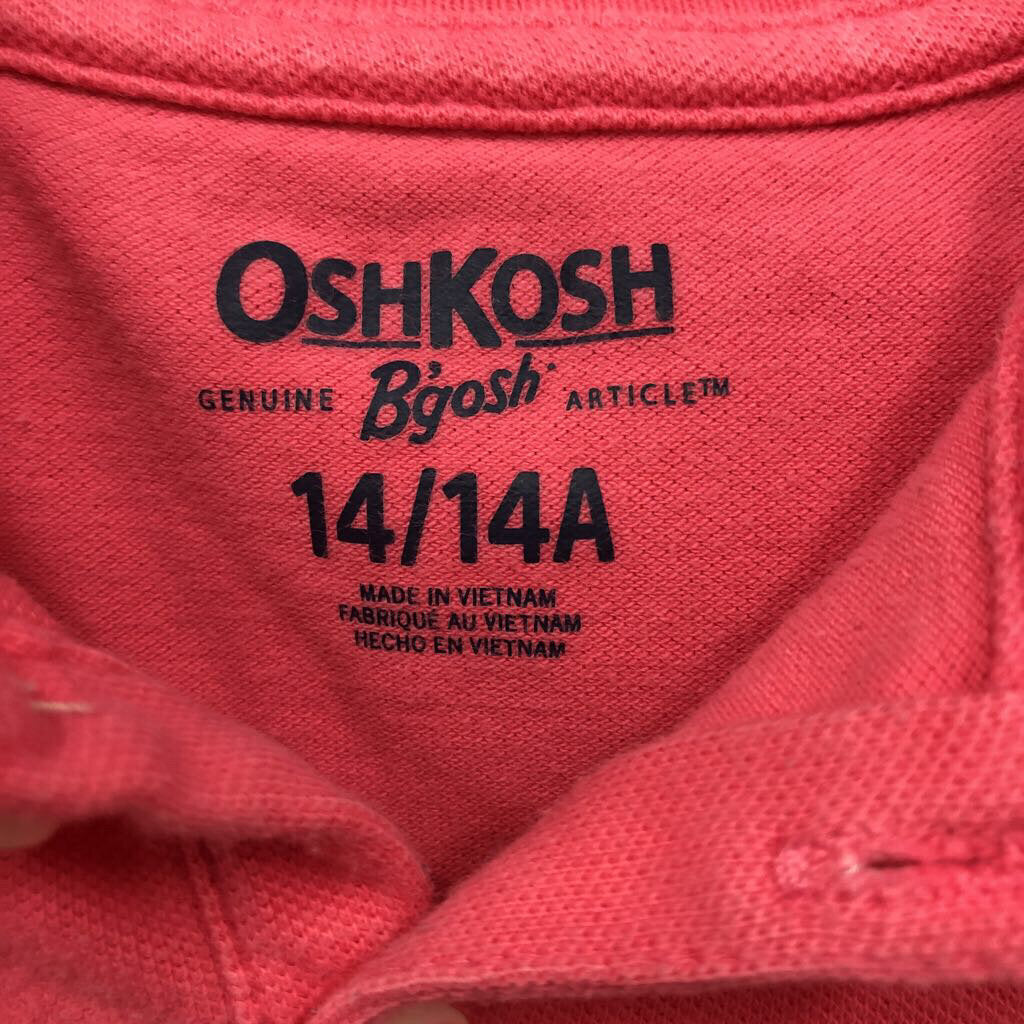 OSHKOSH
GENUINE B'gosh ARTICLE™
14/14A
MADE IN VIETNAM
FABRIQUÉ AU VIETNAM
HECHO EN VIETNAM